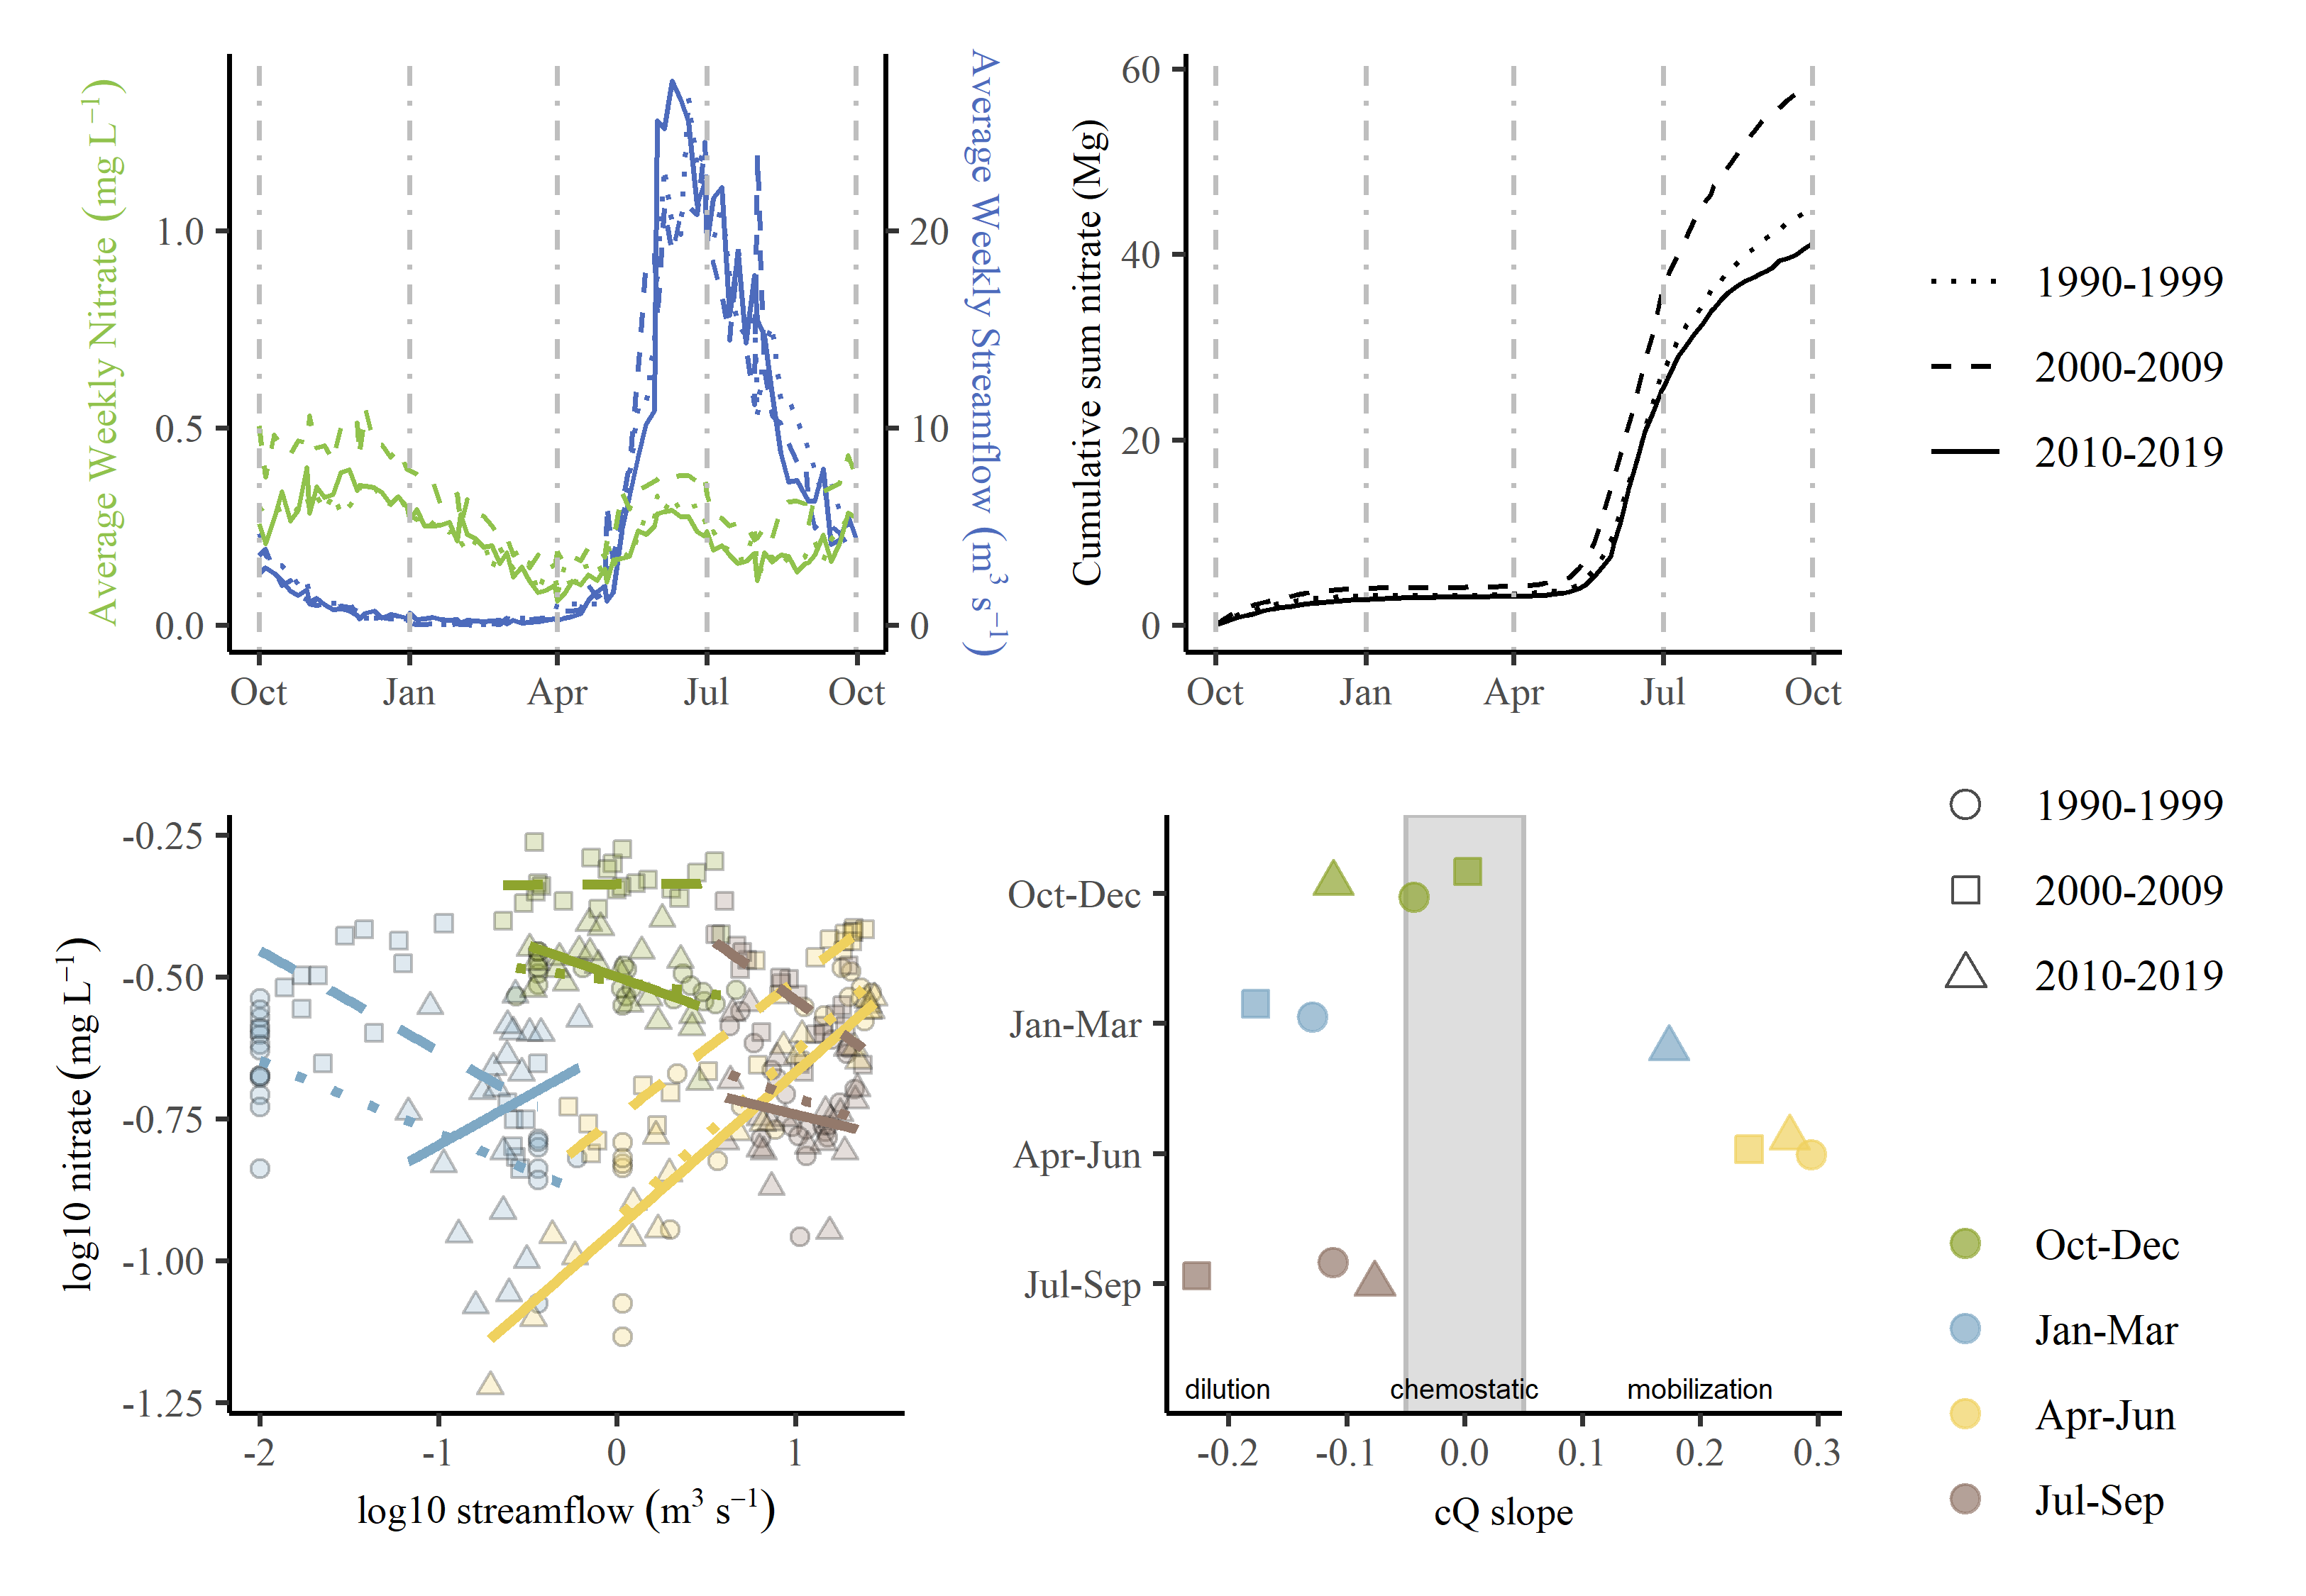 Average Weekly Nitrate (mg L⁻¹)
1.0
0.5
0.0
Oct Jan Apr Jul Oct
20
10
0
Average Weekly Streamflow (m³ s⁻¹)
Cumulative sum nitrate (Mg)
60
40
20
0
Oct Jan Apr Jul Oct
1990-1999
2000-2009
2010-2019
log10 nitrate (mg L⁻¹)
-0.25
-0.50
-0.75
-1.00
-1.25
-2 -1 0 1
log10 streamflow (m³ s⁻¹)
Oct-Dec
Jan-Mar
Apr-Jun
Jul-Sep
dilution chemostatic mobilization
-0.2 -0.1 0.0 0.1 0.2 0.3
cQ slope
1990-1999
2000-2009
2010-2019
Oct-Dec
Jan-Mar
Apr-Jun
Jul-Sep